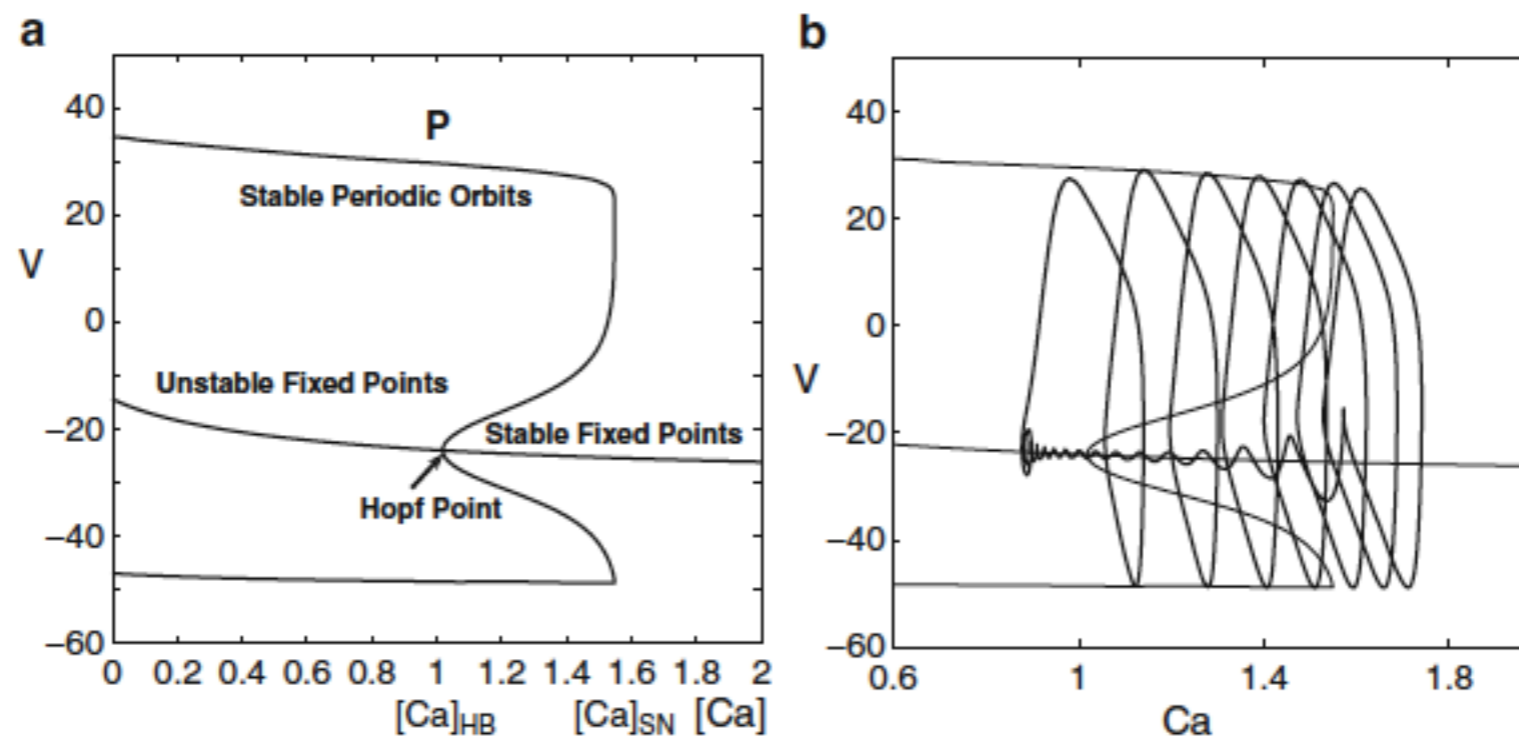 a
40
P
Stable Periodic Orbits
20
V
0
Unstable Fixed Points
−20
Stable Fixed Points
Hopf Point
−40
−60
0 0.2 0.4 0.6 0.8 1 1.2 1.4 1.6 1.8 2
[Ca]HB [Ca]SN [Ca]
b
40
20
0
V
−20
−40
−60
0.6 1 1.4 1.8
Ca